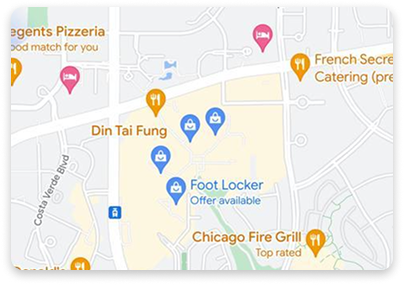 egents Pizzeria
ood match for you
French Secre
Catering (pre
Din Tai Fung
Costa Verde Blvd
Foot Locker
Offer available
Chicago Fire Grill
Top rated